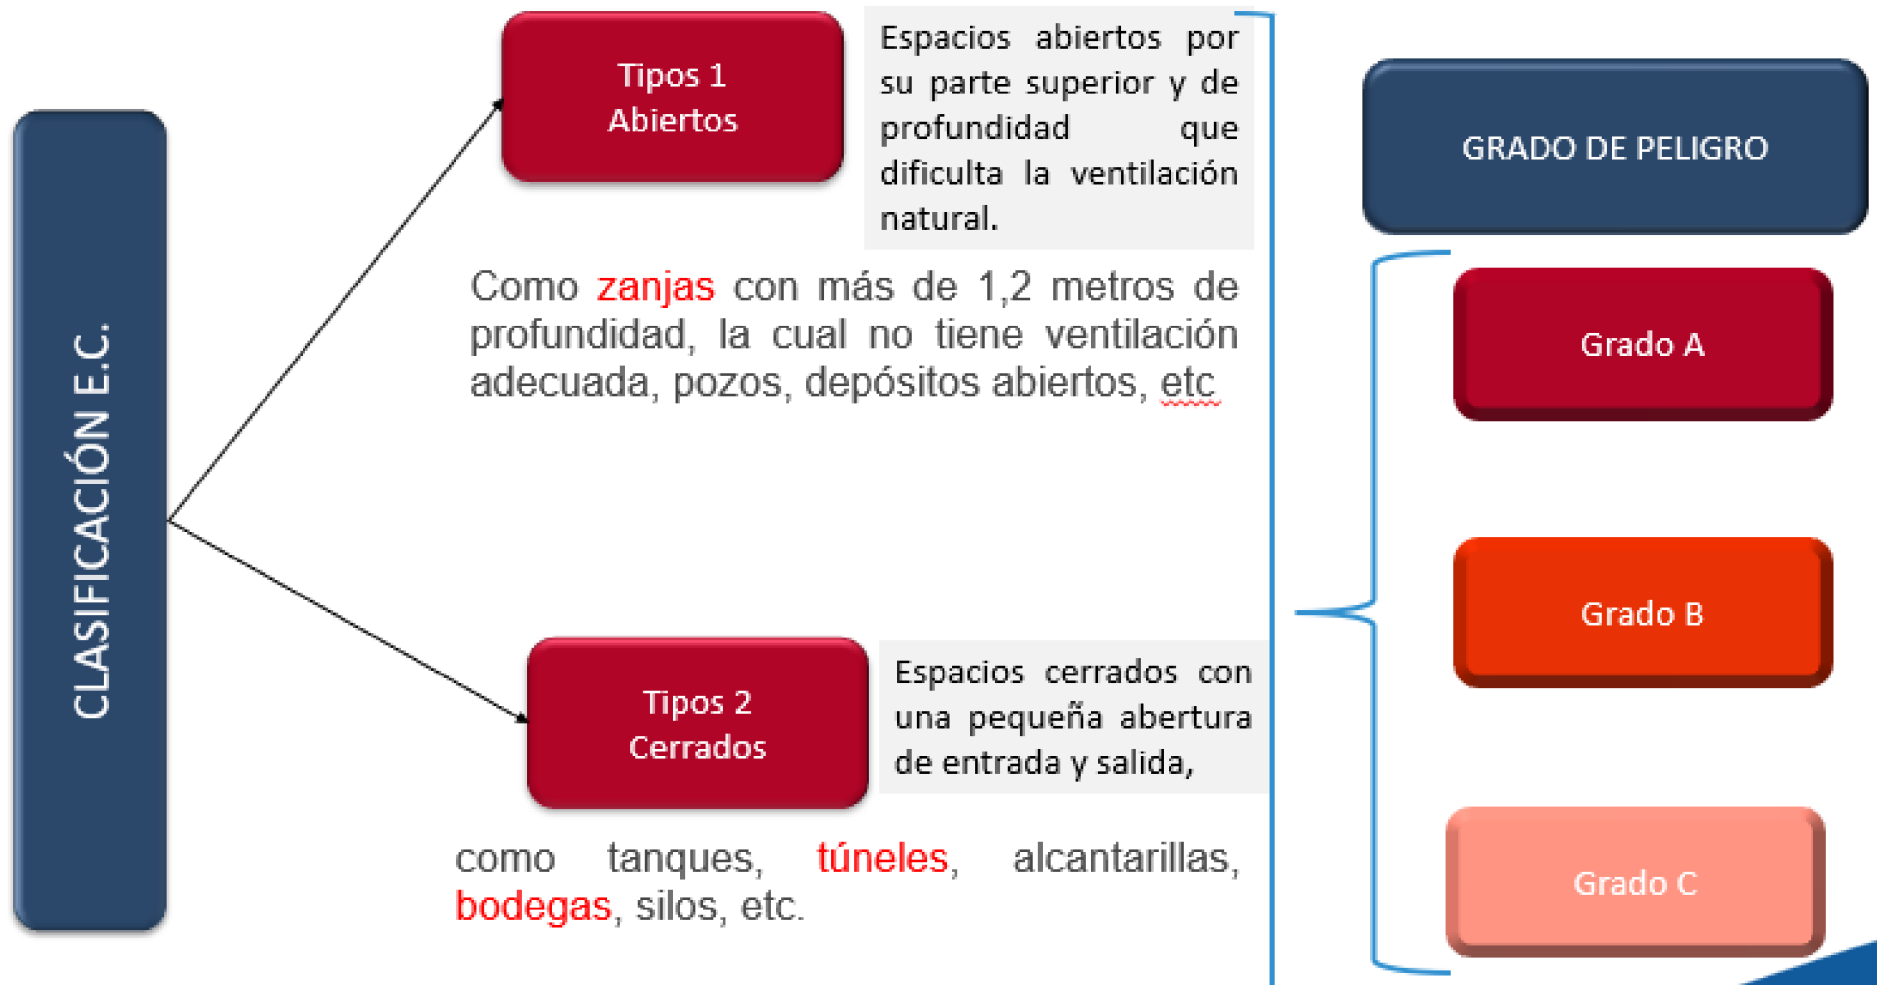 CLASIFICACIÓN E.C.
Tipos 1
Abiertos
Espacios abiertos por
su parte superior y de
profundidad que
dificulta la ventilación
natural.
Como zanjas con más de 1,2 metros de
profundidad, la cual no tiene ventilación
adecuada, pozos, depósitos abiertos, etc
Tipos 2
Cerrados
Espacios cerrados con
una pequeña abertura
de entrada y salida,
como tanques, túneles, alcantarillas,
bodegas, silos, etc.
GRADO DE PELIGRO
Grado A
Grado B
Grado C